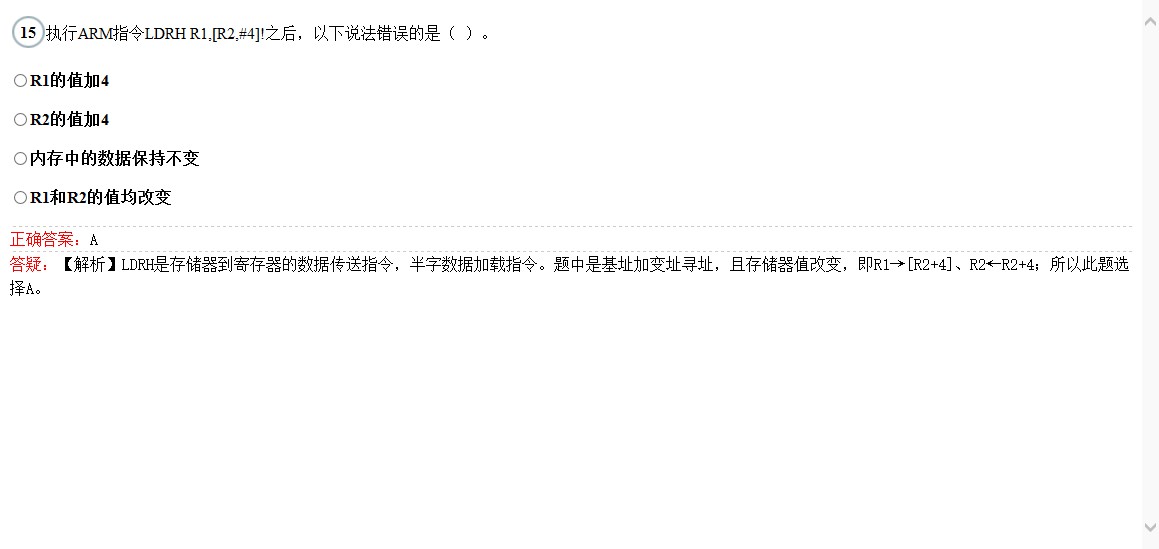 15执行ARM指令LDRH R1,[R2,#4]!之后，以下说法错误的是（ ）。
R1的值加4
R2的值加4
内存中的数据保持不变
R1和R2的值均改变
正确答案：A
答疑：【解析】LDRH是存储器到寄存器的数据传送指令，半字数据加载指令。题中是基址加变址寻址，且存储器值改变，即R1→[R2+4]、R2←R2+4；所以此题选
择A。